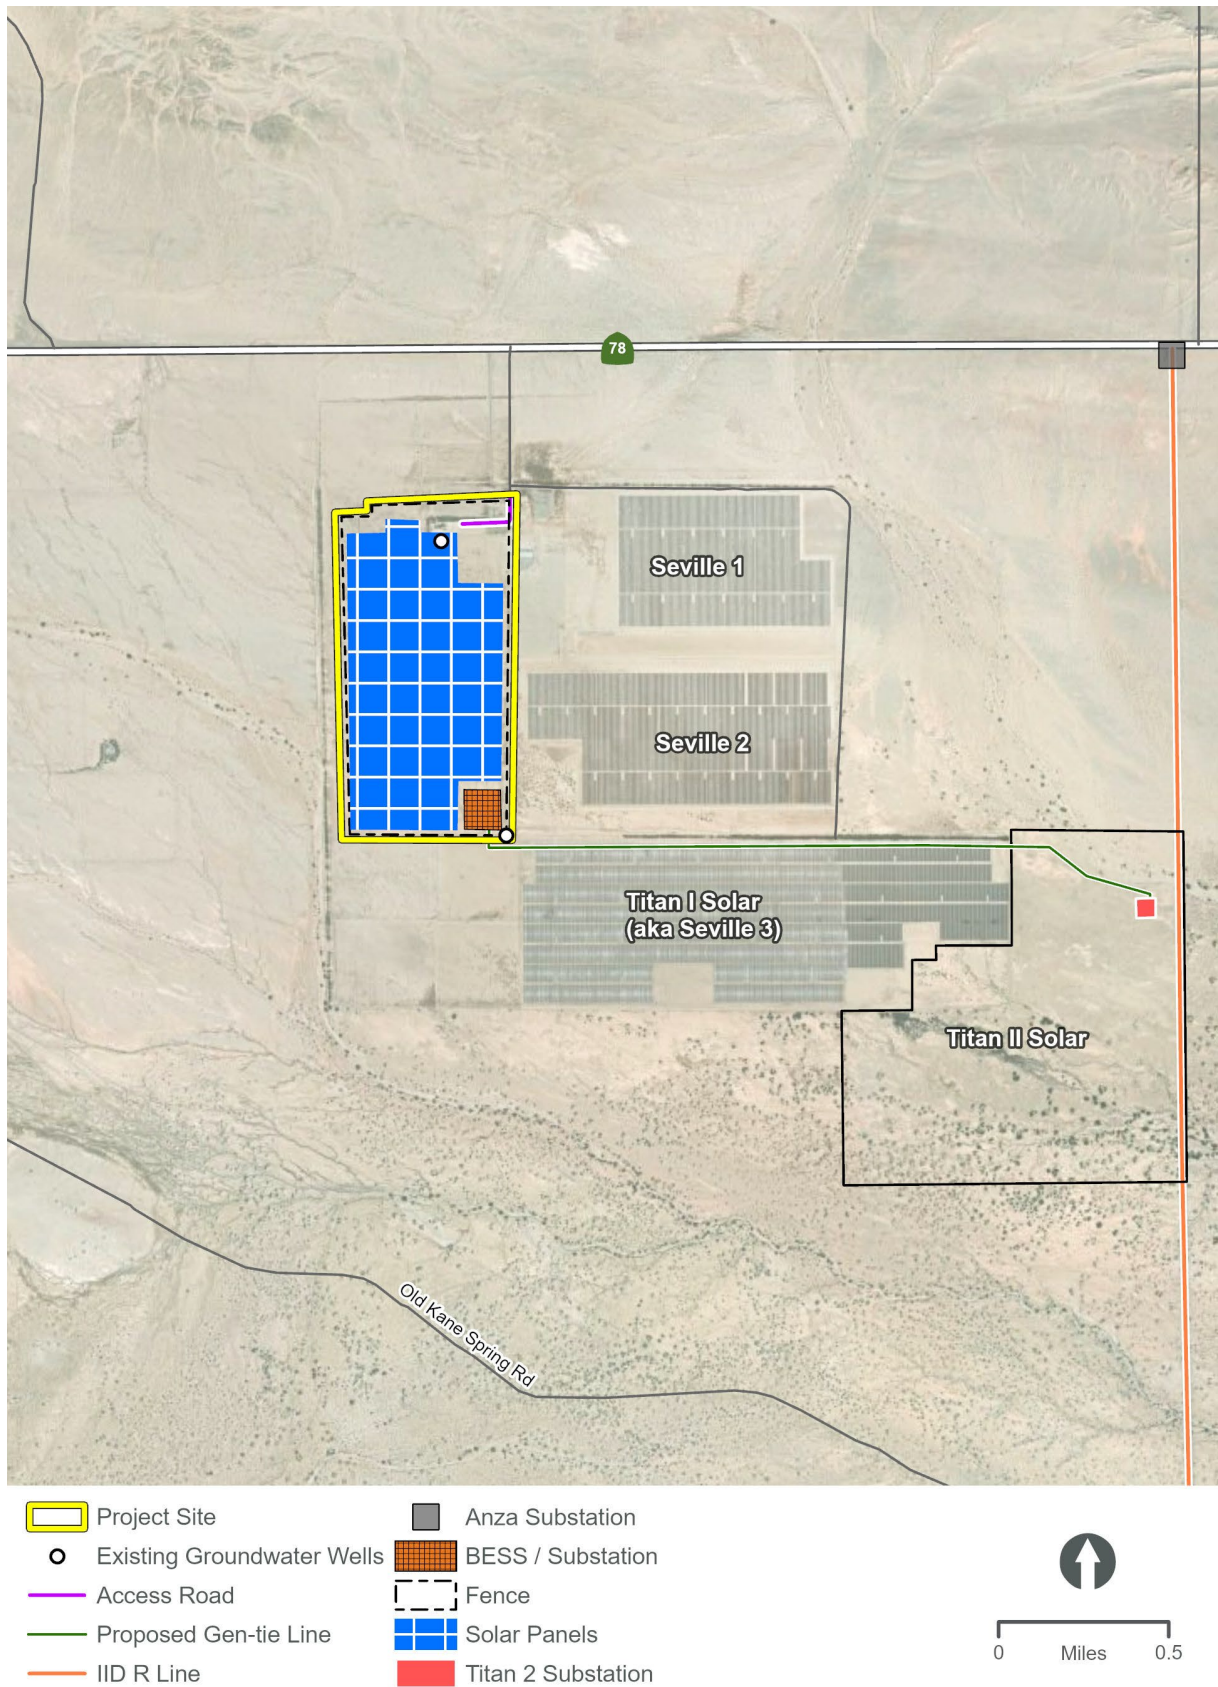 78
Seville 1
Seville 2
Titan I Solar
(aka Seville 3)
Titan II Solar
Old Kane Spring Rd
Project Site
Existing Groundwater Wells
Access Road
Proposed Gen-tie Line
IID R Line
Anza Substation
BESS / Substation
Fence
Solar Panels
Titan 2 Substation
0 Miles 0.5